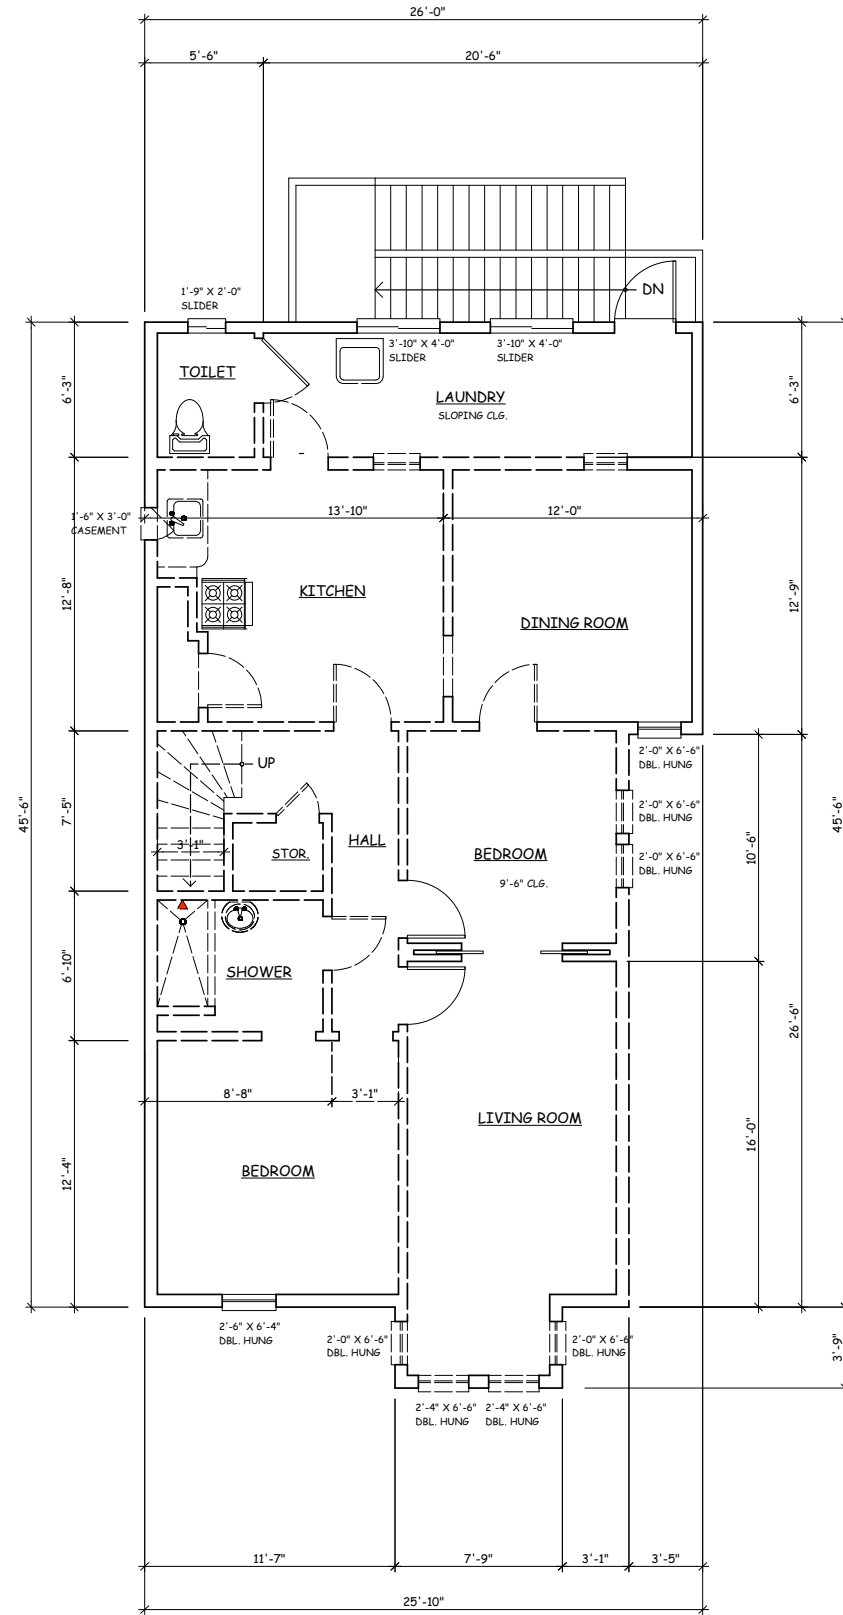 26'-0"
5'-6"
20'-6"
1'-9" X 2'-0"
SLIDER
DN
3'-10" X 4'-0"
SLIDER
3'-10" X 4'-0"
SLIDER
TOILET
LAUNDRY
SLOPING CLG.
6'-3"
6'-3"
1'-6" X 3'-0"
CASEMENT
13'-10"
12'-0"
KITCHEN
DINING ROOM
12'-8"
12'-9"
2'-0" X 6'-6"
DBL. HUNG
UP
2'-0" X 6'-6"
DBL. HUNG
45'-6"
7'-5"
3'-1"
STOR.
HALL
BEDROOM
9'-6" CLG.
2'-0" X 6'-6"
DBL. HUNG
10'-6"
45'-6"
6'-10"
SHOWER
26'-6"
8'-8"
3'-1"
LIVING ROOM
16'-0"
12'-4"
BEDROOM
2'-6" X 6'-4"
DBL. HUNG
2'-0" X 6'-6"
DBL. HUNG
2'-0" X 6'-6"
DBL. HUNG
3'-9"
2'-4" X 6'-6"
DBL. HUNG
2'-4" X 6'-6"
DBL. HUNG
11'-7"
7'-9"
3'-1"
3'-5"
25'-10"